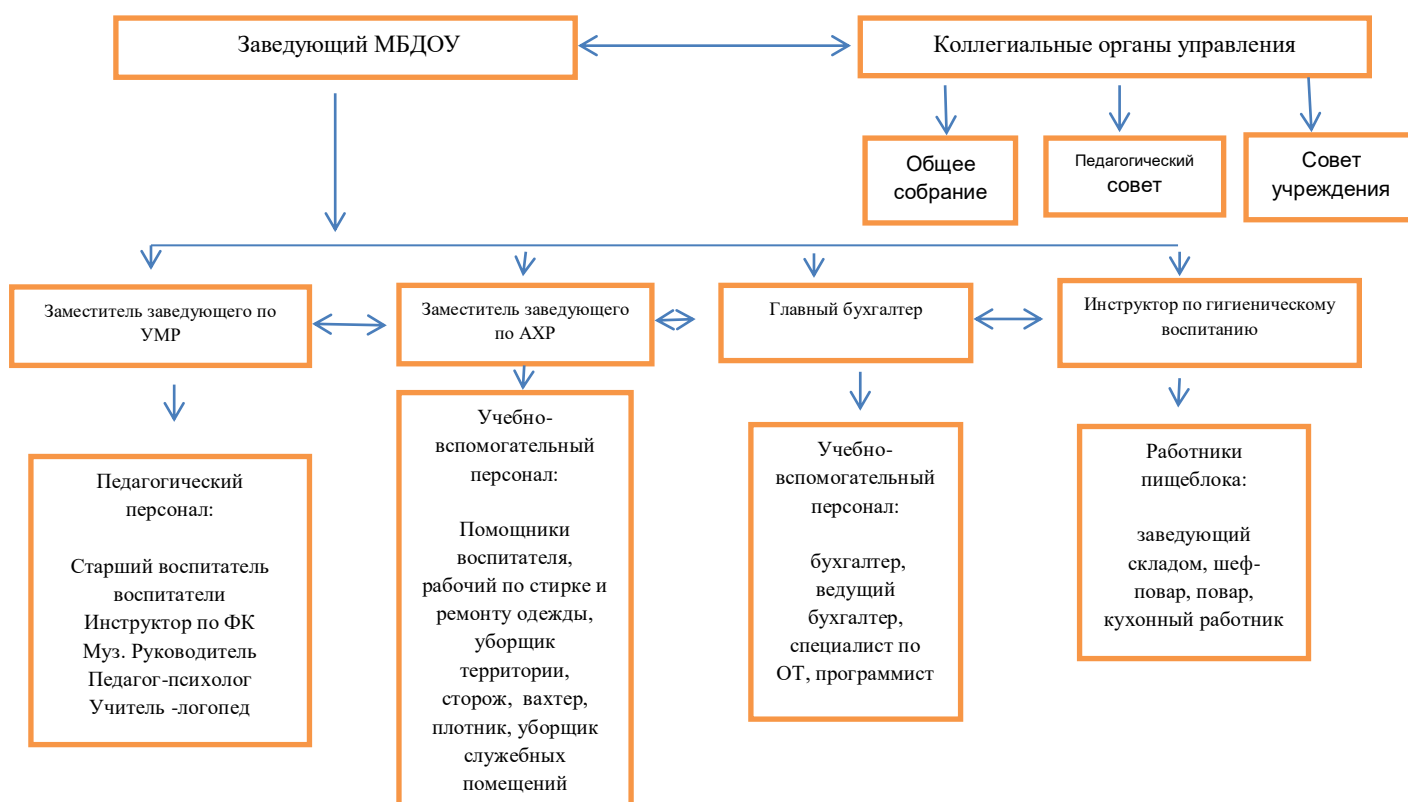 Заведующий МБДОУ
Коллегиальные органы управления
Общее
собрание
Педагогический
совет
Совет
учреждения
Заместитель заведующего по
УМР
Заместитель заведующего
по АХР
Главный бухгалтер
Инструктор по гигиеническому
воспитанию
Педагогический
персонал:
Старший воспитатель
воспитатели
Инструктор по ФК
Муз. Руководитель
Педагог-психолог
Учитель -логопед
Учебно-
вспомогательный
персонал:
Помощники
воспитателя,
рабочий по стирке и
ремонту одежды,
уборщик
территории,
сторож,  вахтер,
плотник, уборщик
служебных
помещений
Учебно-
вспомогательный
персонал:
бухгалтер,
ведущий
бухгалтер,
специалист по
ОТ, программист
Работники
пищеблока:
заведующий
складом, шеф-
повар, повар,
кухонный работник